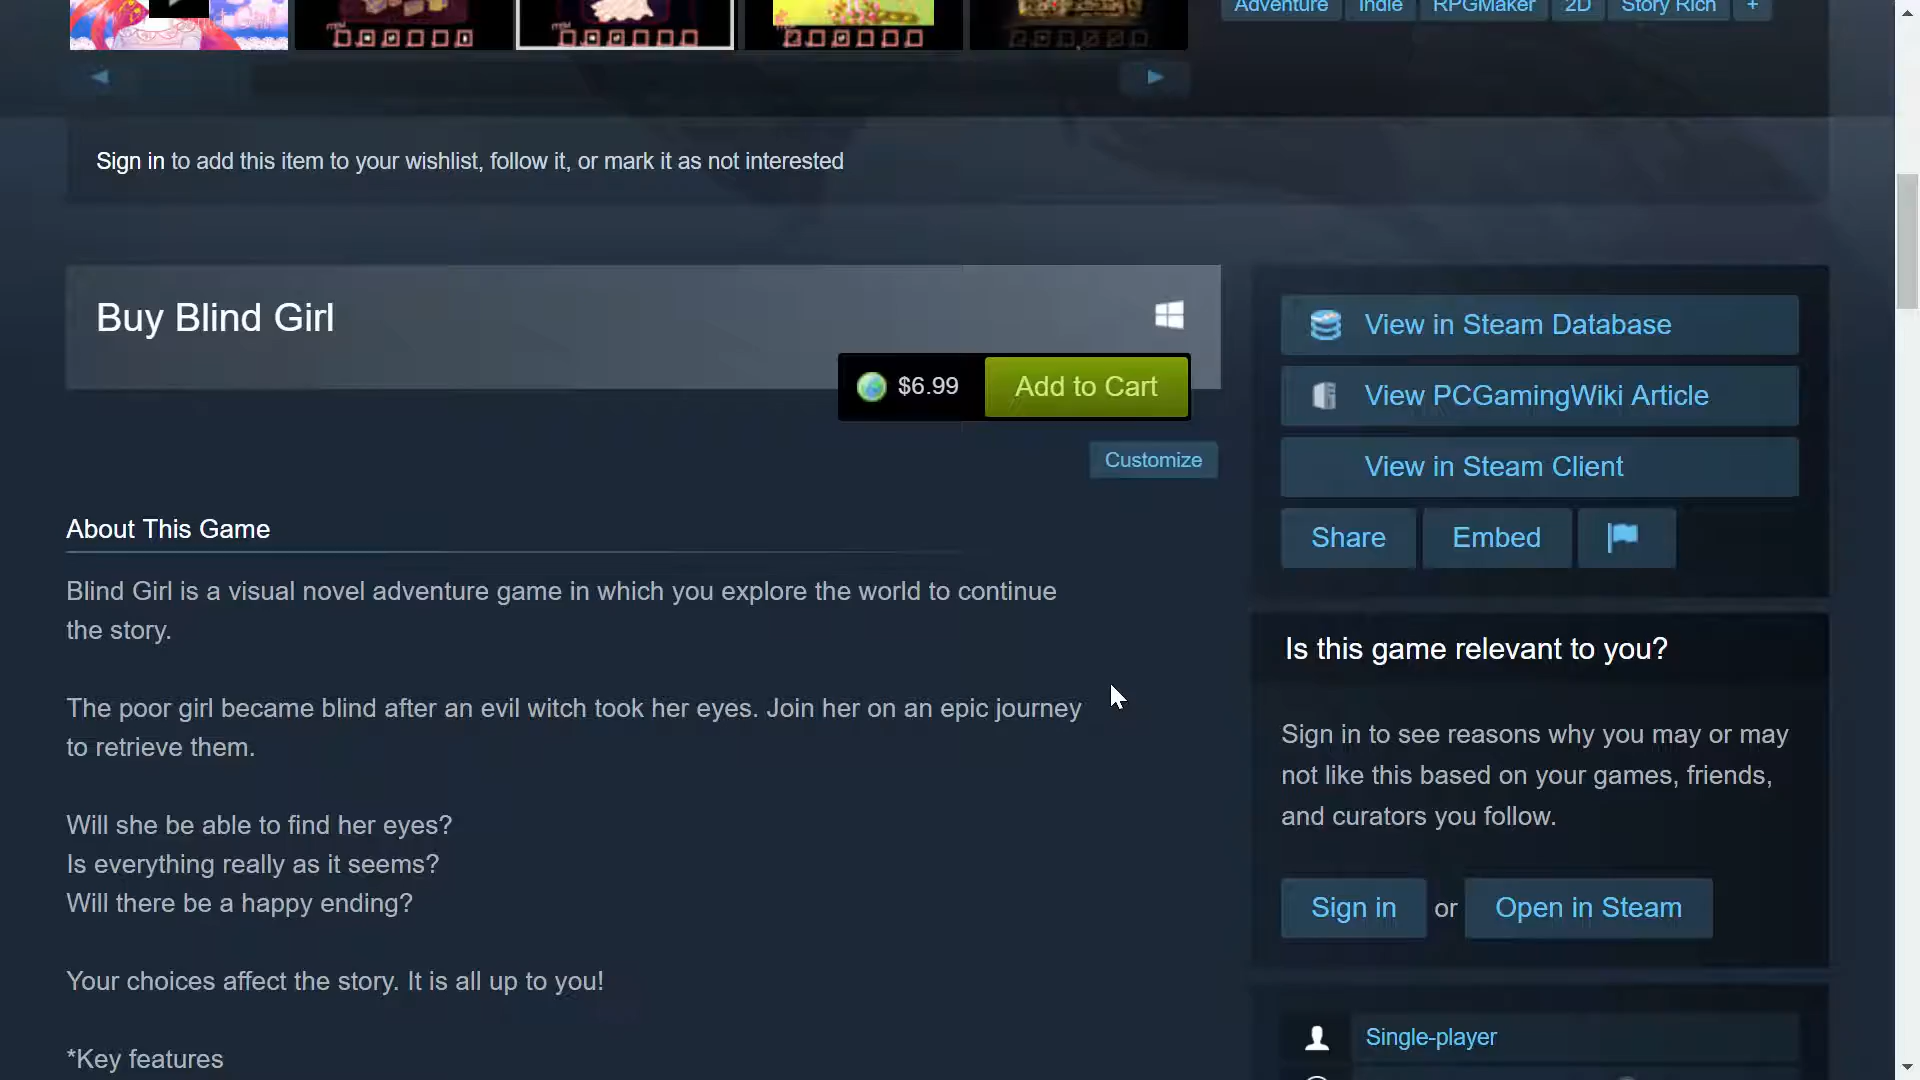 Adventure Indie RPGMaker 2D Story Rich +
Sign in to add this item to your wishlist, follow it, or mark it as not interested
Buy Blind Girl
$6.99 Add to Cart
Customize
About This Game
Blind Girl is a visual novel adventure game in which you explore the world to continue
the story.
The poor girl became blind after an evil witch took her eyes. Join her on an epic journey
to retrieve them.
Will she be able to find her eyes?
Is everything really as it seems?
Will there be a happy ending?
Your choices affect the story. It is all up to you!
*Key features
View in Steam Database
View PCGamingWiki Article
View in Steam Client
Share Embed
Is this game relevant to you?
Sign in to see reasons why you may or may
not like this based on your games, friends,
and curators you follow.
Sign in or Open in Steam
Single-player